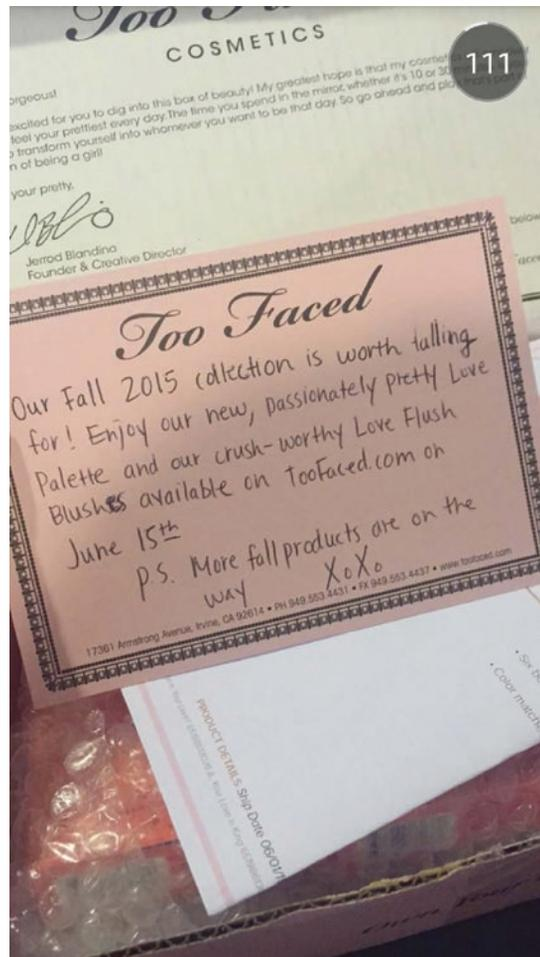 Too
COSMETICS
111
orgeous!
excited for you to dig into this box of beauty! My greatest hope is that my
feel your prettiest every day. The time you spend in the mirror, whether it's 10 or 30
transform yourself into whomever you want to be that day. So go ahead and
n of being a girl!
your pretty,
Jerrod Blandino
Founder & Creative Director
below
Too Faced
Our Fall 2015 collection is worth falling
for! Enjoy our new, passionately pretty Love
Palette and our crush-worthy Love Flush
Blushes available on TooFaced.com on
June 15th
P.S. More fall products are on the
way XoXo
17361 Armstrong Avenue, Irvine, CA 92614 • PH 949.553.4431 • FX 949.553.4437 • www.toofaced.com
PRODUCT DETAILS Ship Date 06/01/1
• Color match